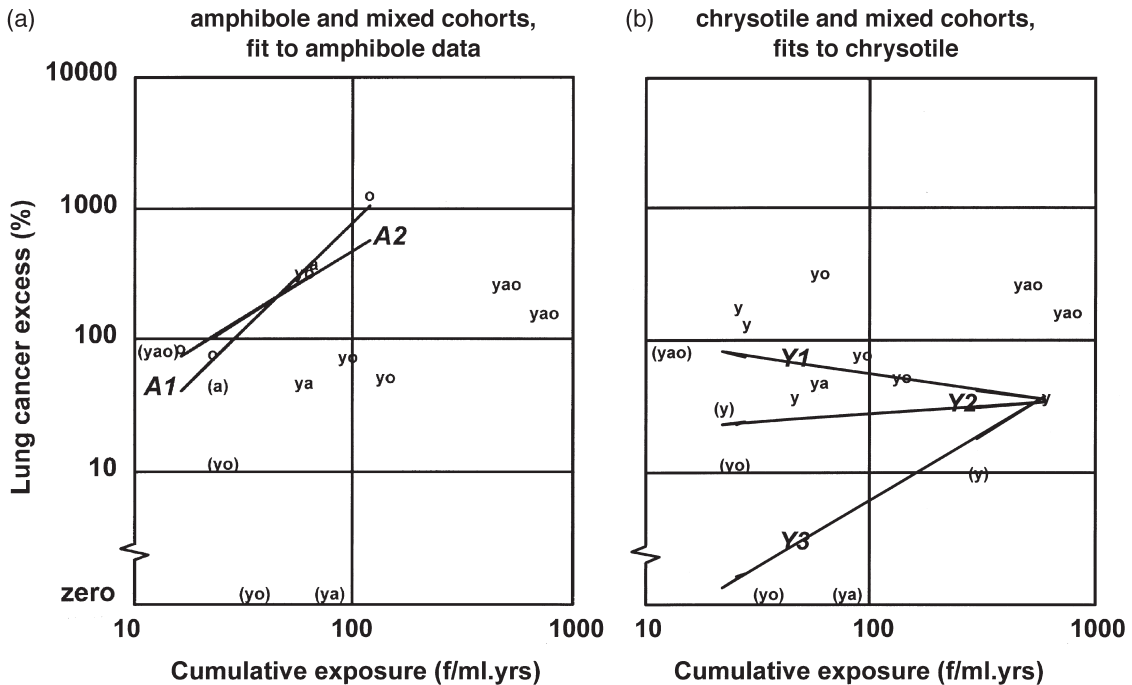 (a)
amphibole and mixed cohorts,
fit to amphibole data
(b)
chrysotile and mixed cohorts,
fits to chrysotile
Lung cancer excess (%)
10000
1000
100
10
zero
o
A2
a
yao
yao
(yao)
o
o
yo
A1
(a)
ya
yo
(yo)
(yo)
(ya)
10
100
1000
Cumulative exposure (f/ml.yrs)
yo
yao
y
yao
y
(yao)
Y1
yo
ya
yo
y
Y2
y
(y)
(yo)
(y)
Y3
(yo)
(ya)
10
100
1000
Cumulative exposure (f/ml.yrs)